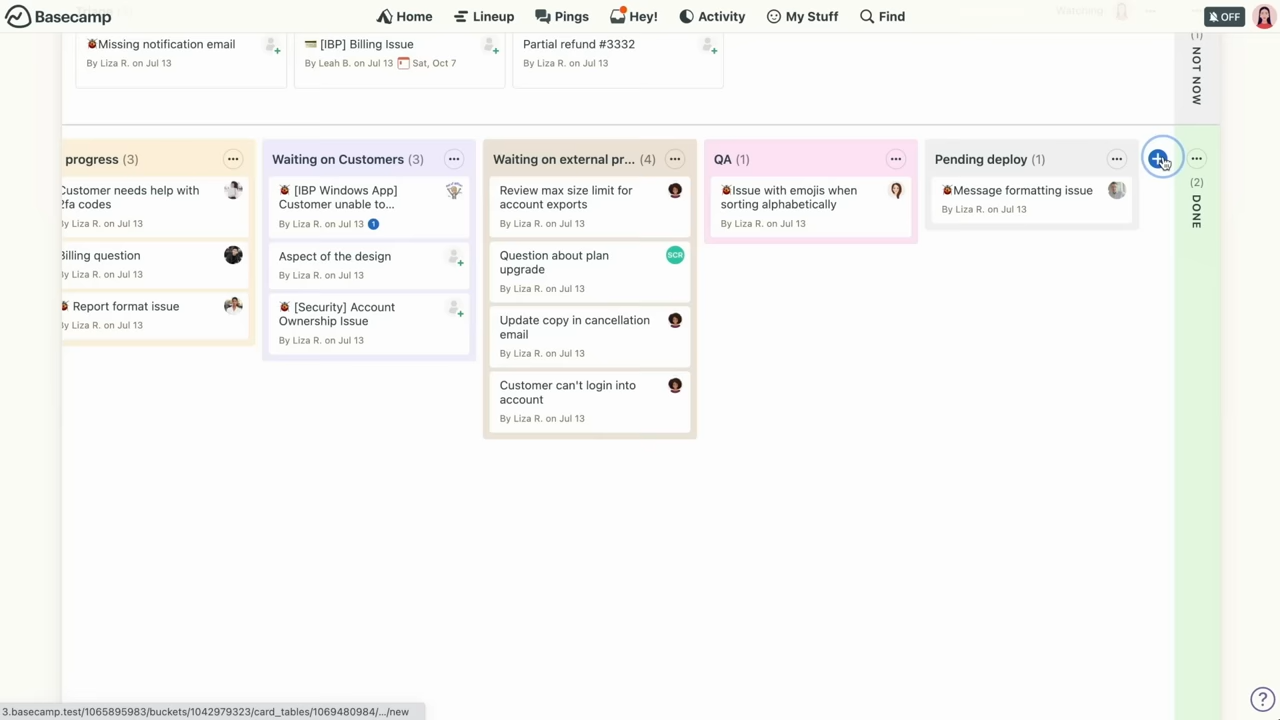 Basecamp
Home
Lineup
Pings
Hey!
Activity
My Stuff
Find
Watching:
OFF
Missing notification email
By Liza R. on Jul 13
[IBP] Billing Issue
By Leah B. on Jul 13 Sat, Oct 7
Partial refund #3332
By Liza R. on Jul 13
NOT NOW
progress (3)
Customer needs help with
2fa codes
By Liza R. on Jul 13
Billing question
By Liza R. on Jul 13
Report format issue
By Liza R. on Jul 13
Waiting on Customers (3)
[IBP Windows App]
Customer unable to...
By Liza R. on Jul 13 1
Aspect of the design
By Liza R. on Jul 13
[Security] Account
Ownership Issue
By Liza R. on Jul 13
Waiting on external pr... (4)
Review max size limit for
account exports
By Liza R. on Jul 13
Question about plan
upgrade
SCR
By Liza R. on Jul 13
Update copy in cancellation
email
By Liza R. on Jul 13
Customer can't login into
account
By Liza R. on Jul 13
QA (1)
Issue with emojis when
sorting alphabetically
By Liza R. on Jul 13
Pending deploy (1)
Message formatting issue
By Liza R. on Jul 13
(2)
DONE
?
3.basecamp.test/1065895983/buckets/1042979323/card_tables/1069480984/.../new